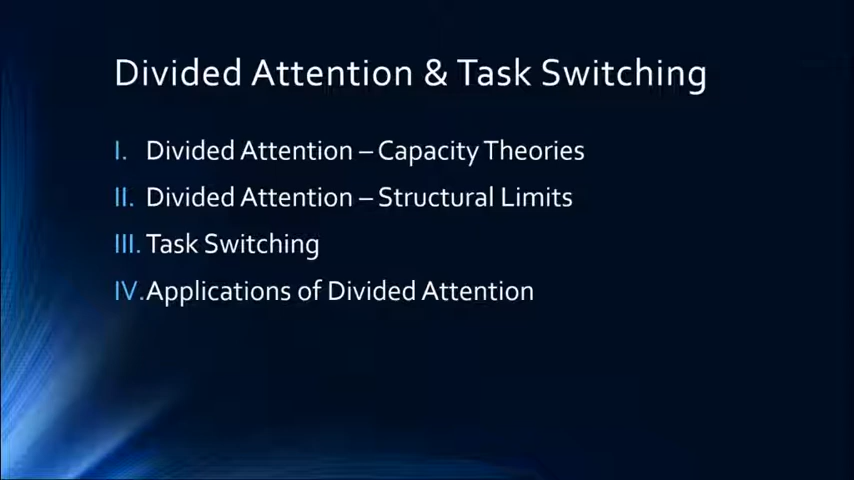 Divided Attention & Task Switching
I. Divided Attention – Capacity Theories
II. Divided Attention – Structural Limits
III. Task Switching
IV. Applications of Divided Attention